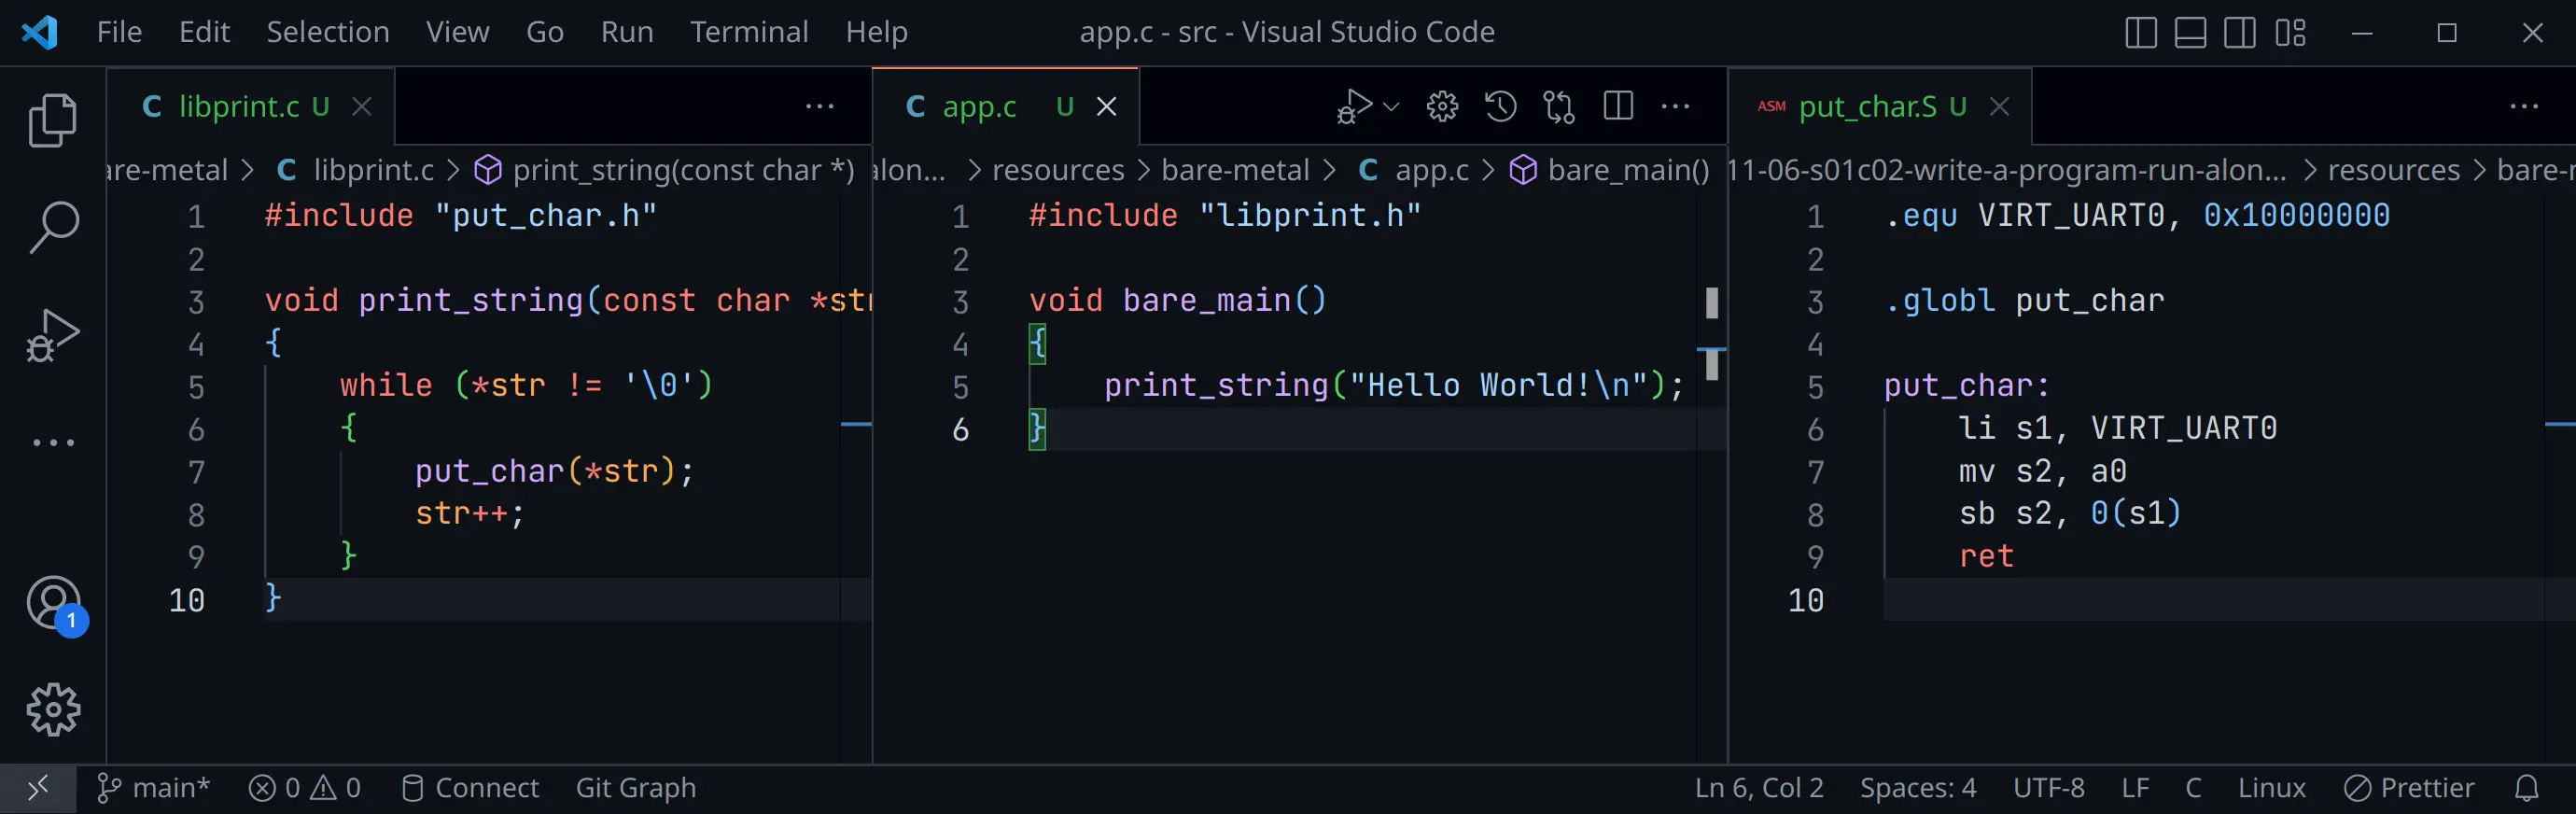 File Edit Selection View Go Run Terminal Help app.c - src - Visual Studio Code
C libprint.c U
are-metal > C libprint.c > print_string(const char *)
1 #include "put_char.h"
2
3 void print_string(const char *str
4 {
5     while (*str != '\0')
6     {
7         put_char(*str);
8         str++;
9     }
10 }
C app.c U
alon... > resources > bare-metal > C app.c > bare_main()
1 #include "libprint.h"
2
3 void bare_main()
4 {
5     print_string("Hello World!\n");
6 }
ASM put_char.S U
11-06-s01c02-write-a-program-run-alon... > resources > bare-r
1 .equ VIRT_UART0, 0x10000000
2
3 .globl put_char
4
5 put_char:
6     li s1, VIRT_UART0
7     mv s2, a0
8     sb s2, 0(s1)
9     ret
10
1
main* 0 0 Connect Git Graph Ln 6, Col 2 Spaces: 4 UTF-8 LF C Linux Prettier